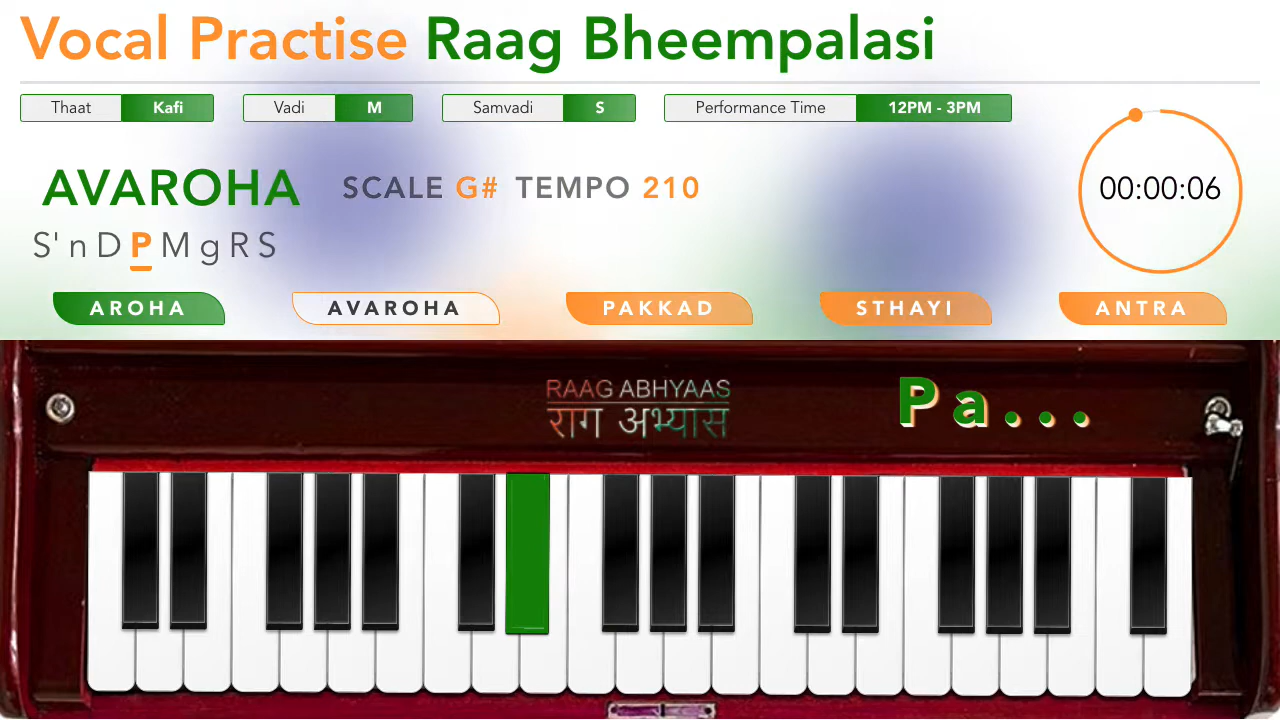 Vocal Practise Raag Bheempalasi
Thaat Kafi Vadi M Samvadi S Performance Time 12PM - 3PM
00:00:06
AVAROHA SCALE G# TEMPO 210
S' n D P M g R S
AROHA AVAROHA PAKKAD STHAYI ANTRA
RAAG ABHYAAS
राग अभ्यास
Pa...